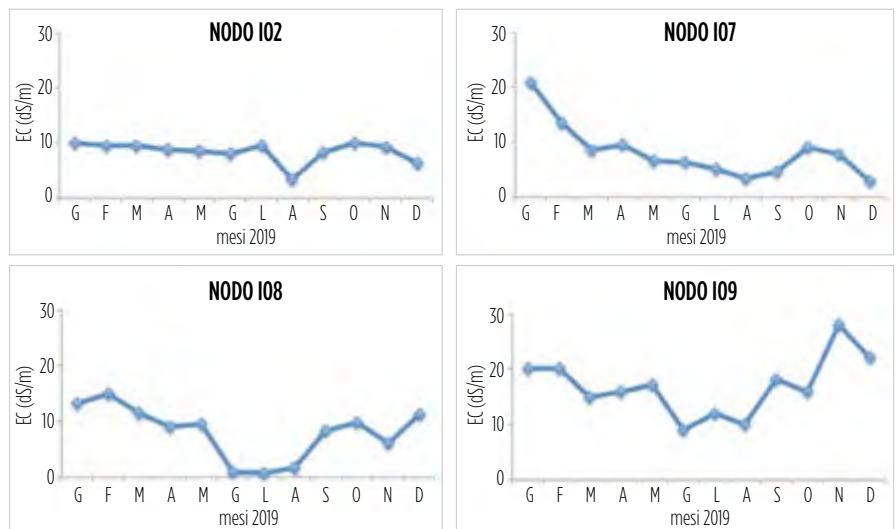 NODO I02
EC (dS/m)
30
20
10
0
G F M A M G L A S O N D
mesi 2019
NODO I07
EC (dS/m)
30
20
10
0
G F M A M G L A S O N D
mesi 2019
NODO I08
EC (dS/m)
30
20
10
0
G F M A M G L A S O N D
mesi 2019
NODO I09
EC (dS/m)
30
20
10
0
G F M A M G L A S O N D
mesi 2019